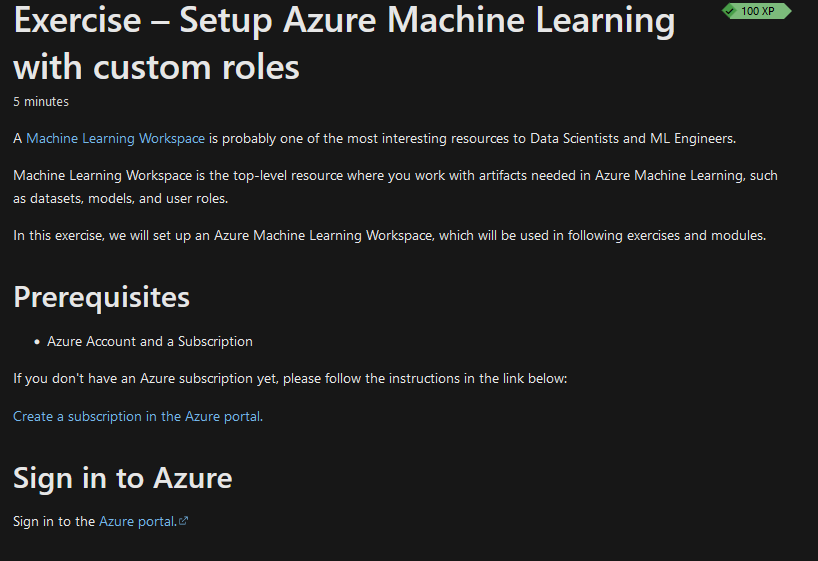 Exercise – Setup Azure Machine Learning
with custom roles
100 XP
5 minutes
A Machine Learning Workspace is probably one of the most interesting resources to Data Scientists and ML Engineers.
Machine Learning Workspace is the top-level resource where you work with artifacts needed in Azure Machine Learning, such
as datasets, models, and user roles.
In this exercise, we will set up an Azure Machine Learning Workspace, which will be used in following exercises and modules.
Prerequisites
• Azure Account and a Subscription
If you don't have an Azure subscription yet, please follow the instructions in the link below:
Create a subscription in the Azure portal.
Sign in to Azure
Sign in to the Azure portal.